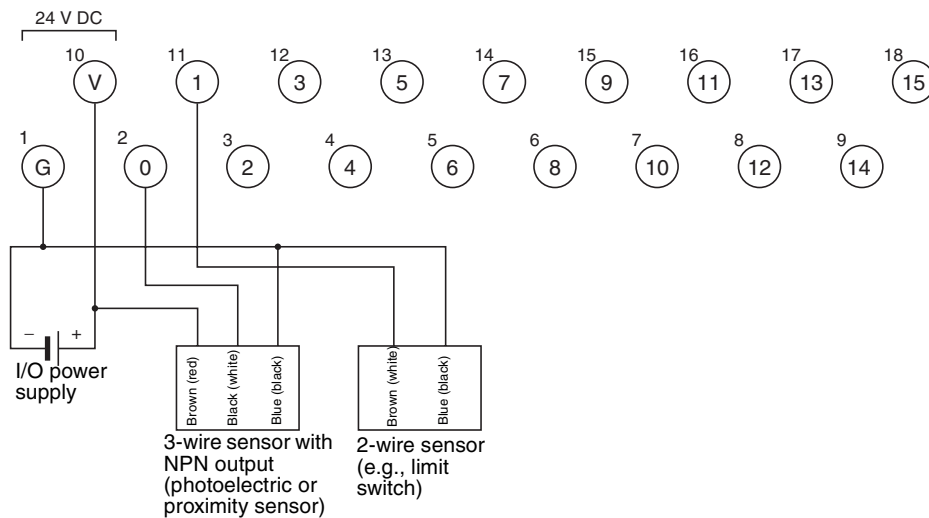 24 V DC
10 11 12 13 14 15 16 17 18
V 1 3 5 7 9 11 13 15
1 2 3 4 5 6 7 8 9
G 0 2 4 6 8 10 12 14
– +
I/O power
supply
Brown (red)
Black (white)
Blue (black)
3-wire sensor with
NPN output
(photoelectric or
proximity sensor)
Brown (white)
Blue (black)
2-wire sensor
(e.g., limit
switch)